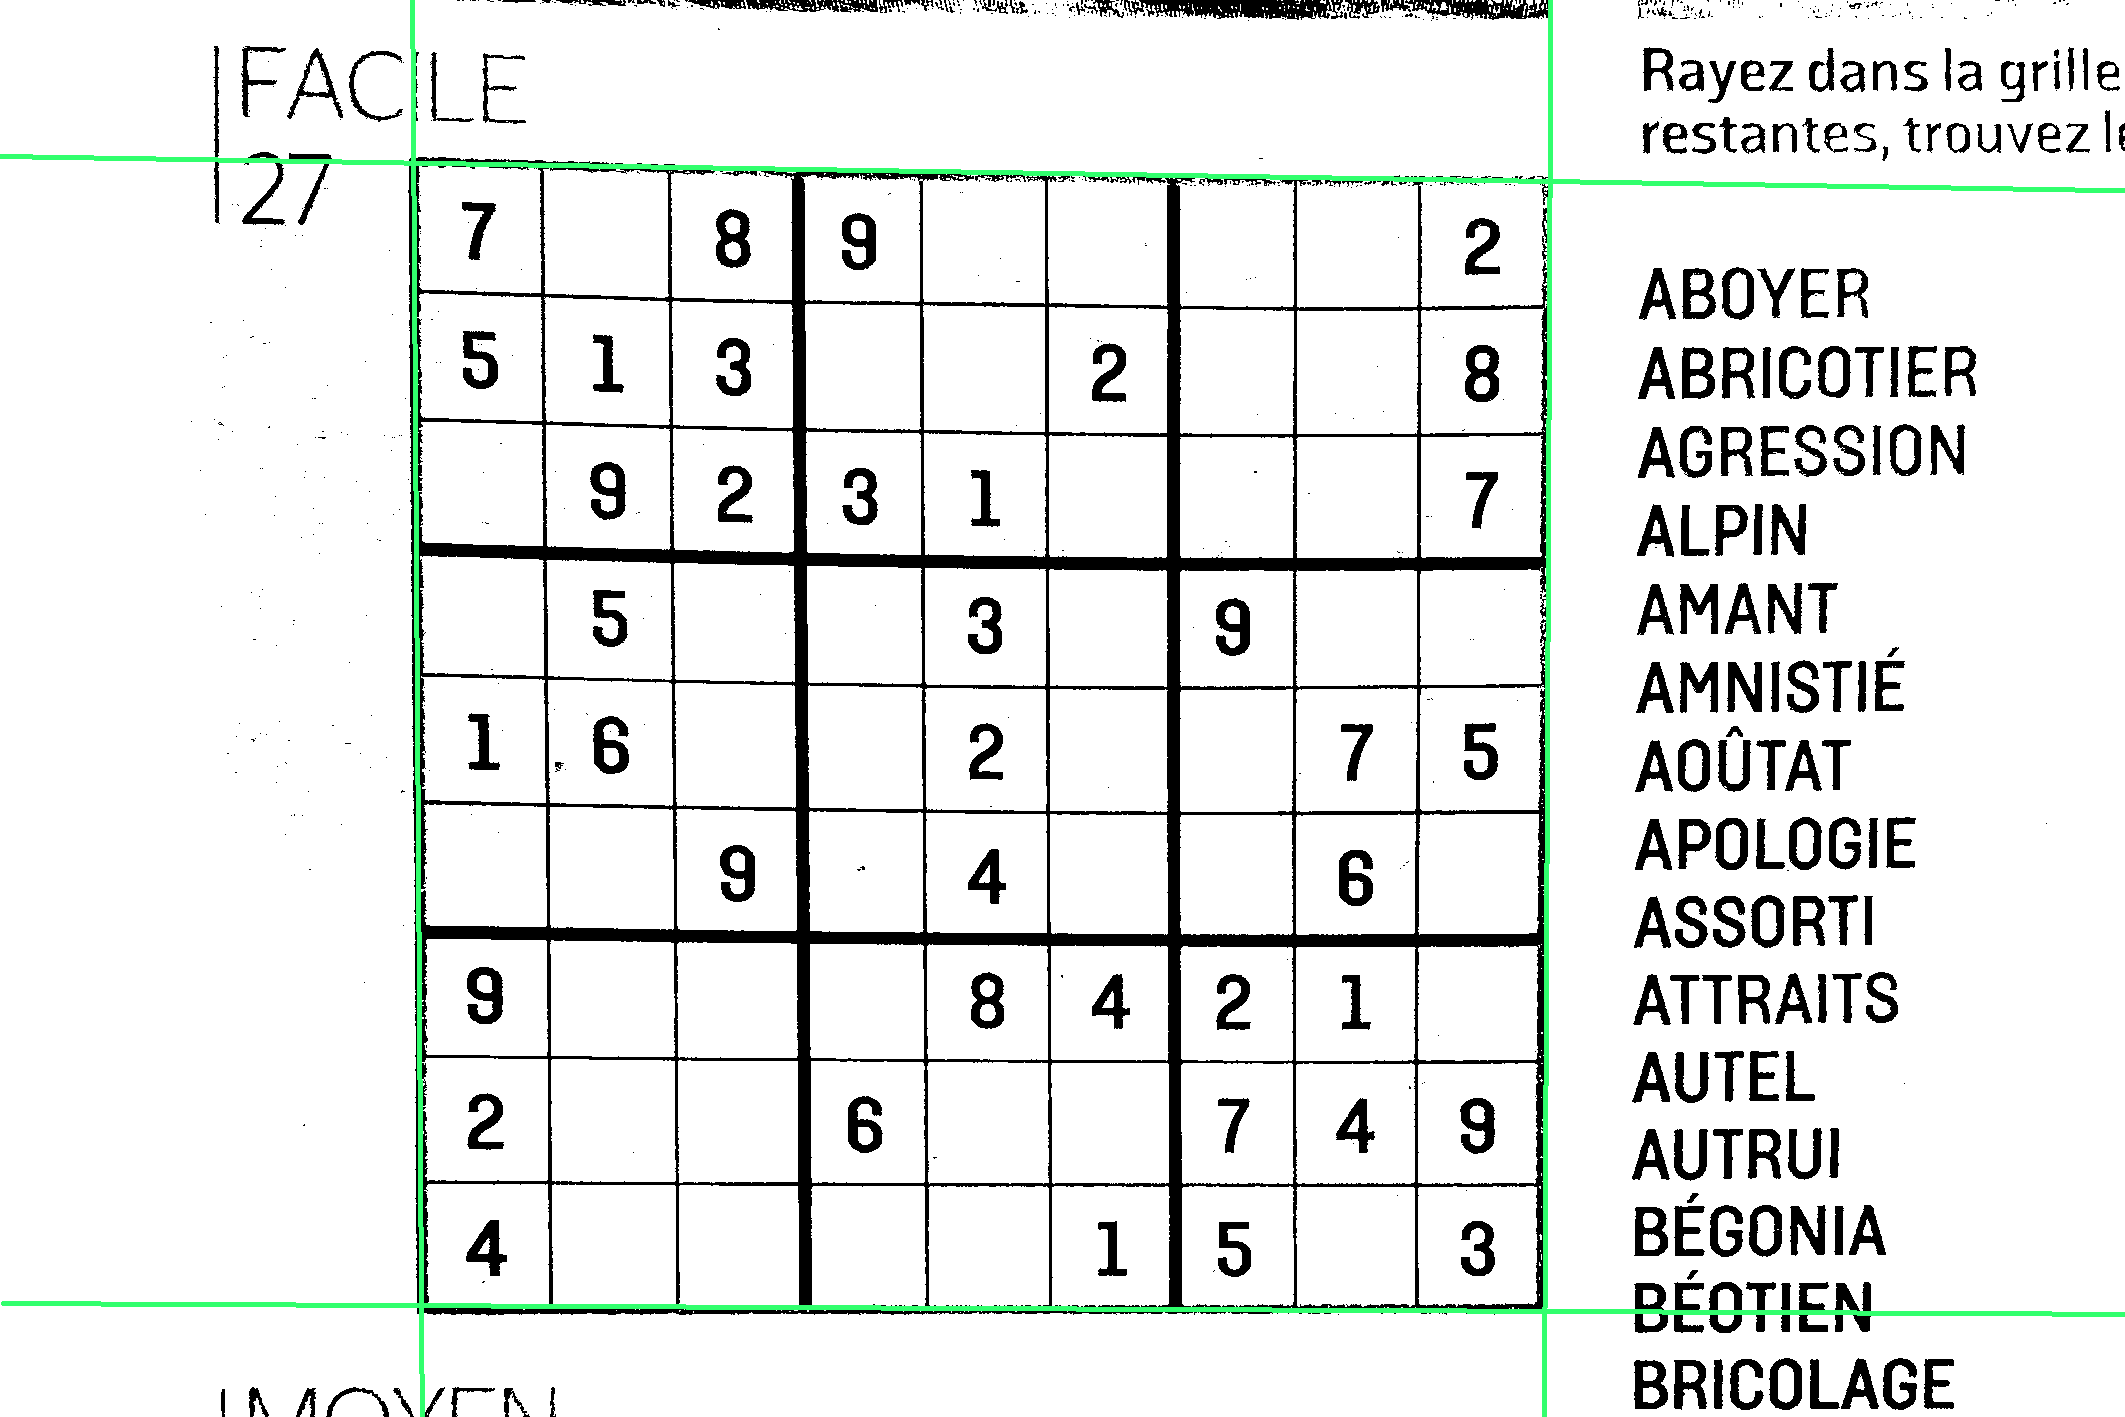 FACILE
27
7 8 9 2
5 1 3 2 8
9 2 3 1 7
5 3 9
1 6 2 7 5
9 4 6
9 8 4 2 1
2 6 7 4 9
4 1 5 3
MOYEN
Rayez dans la grille
restantes, trouvez le
ABOYER
ABRICOTIER
AGRESSION
ALPIN
AMANT
AMNISTIÉ
AOÛTAT
APOLOGIE
ASSORTI
ATTRAITS
AUTEL
AUTRUI
BÉGONIA
BÉOTIEN
BRICOLAGE